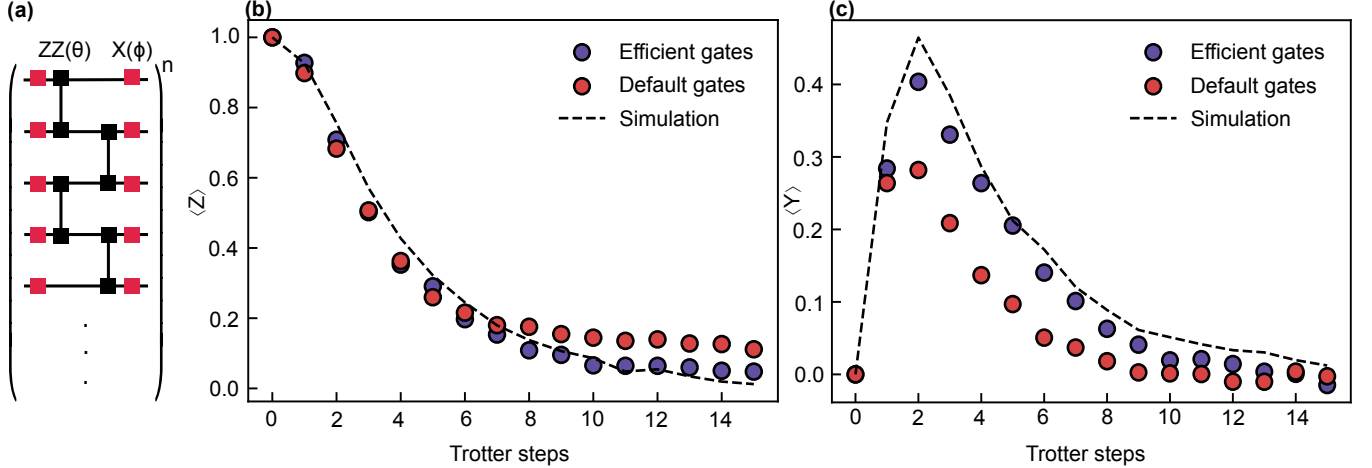 (a)
ZZ(θ) X(ϕ)
n
(b)
⟨Z⟩
1.0
0.8
0.6
0.4
0.2
0.0
0 2 4 6 8 10 12 14
Trotter steps
Efficient gates
Default gates
Simulation
(c)
⟨Y⟩
0.4
0.3
0.2
0.1
0.0
0 2 4 6 8 10 12 14
Trotter steps
Efficient gates
Default gates
Simulation